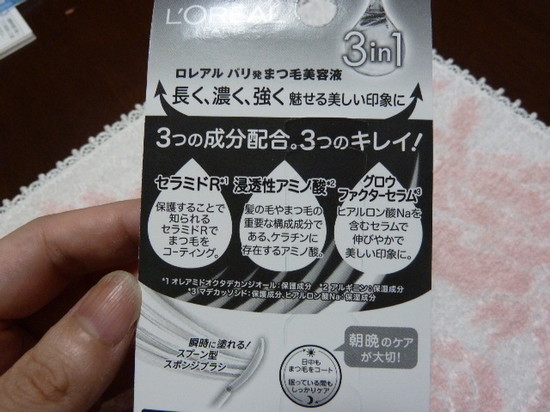 L'ORÉAL
3in1
ロレアル パリ発まつ毛美容液
長く、濃く、強く 魅せる美しい印象に
3つの成分配合。3つのキレイ!
セラミドR*1
保護することで
知られる
セラミドRで
まつ毛を
コーティング。
浸透性アミノ酸*2
髪の毛やまつ毛の
重要な構成成分で
ある、ケラチンに
存在するアミノ酸。
グロウ
ファクターセラム*3
ヒアルロン酸Naを
含むセラムで
伸びやかで
美しい印象に。
*1 オレアミドオクタデカンジオール:保護成分 *2 アルギニン:保湿成分
*3 マデカッソシド:保護成分、ヒアルロン酸Na:保湿成分
瞬時に塗れる!
スプーン型
スポンジブラシ
日中も
まつ毛をコート
眠っている間も
しっかりケア
朝晩のケア
が大切!